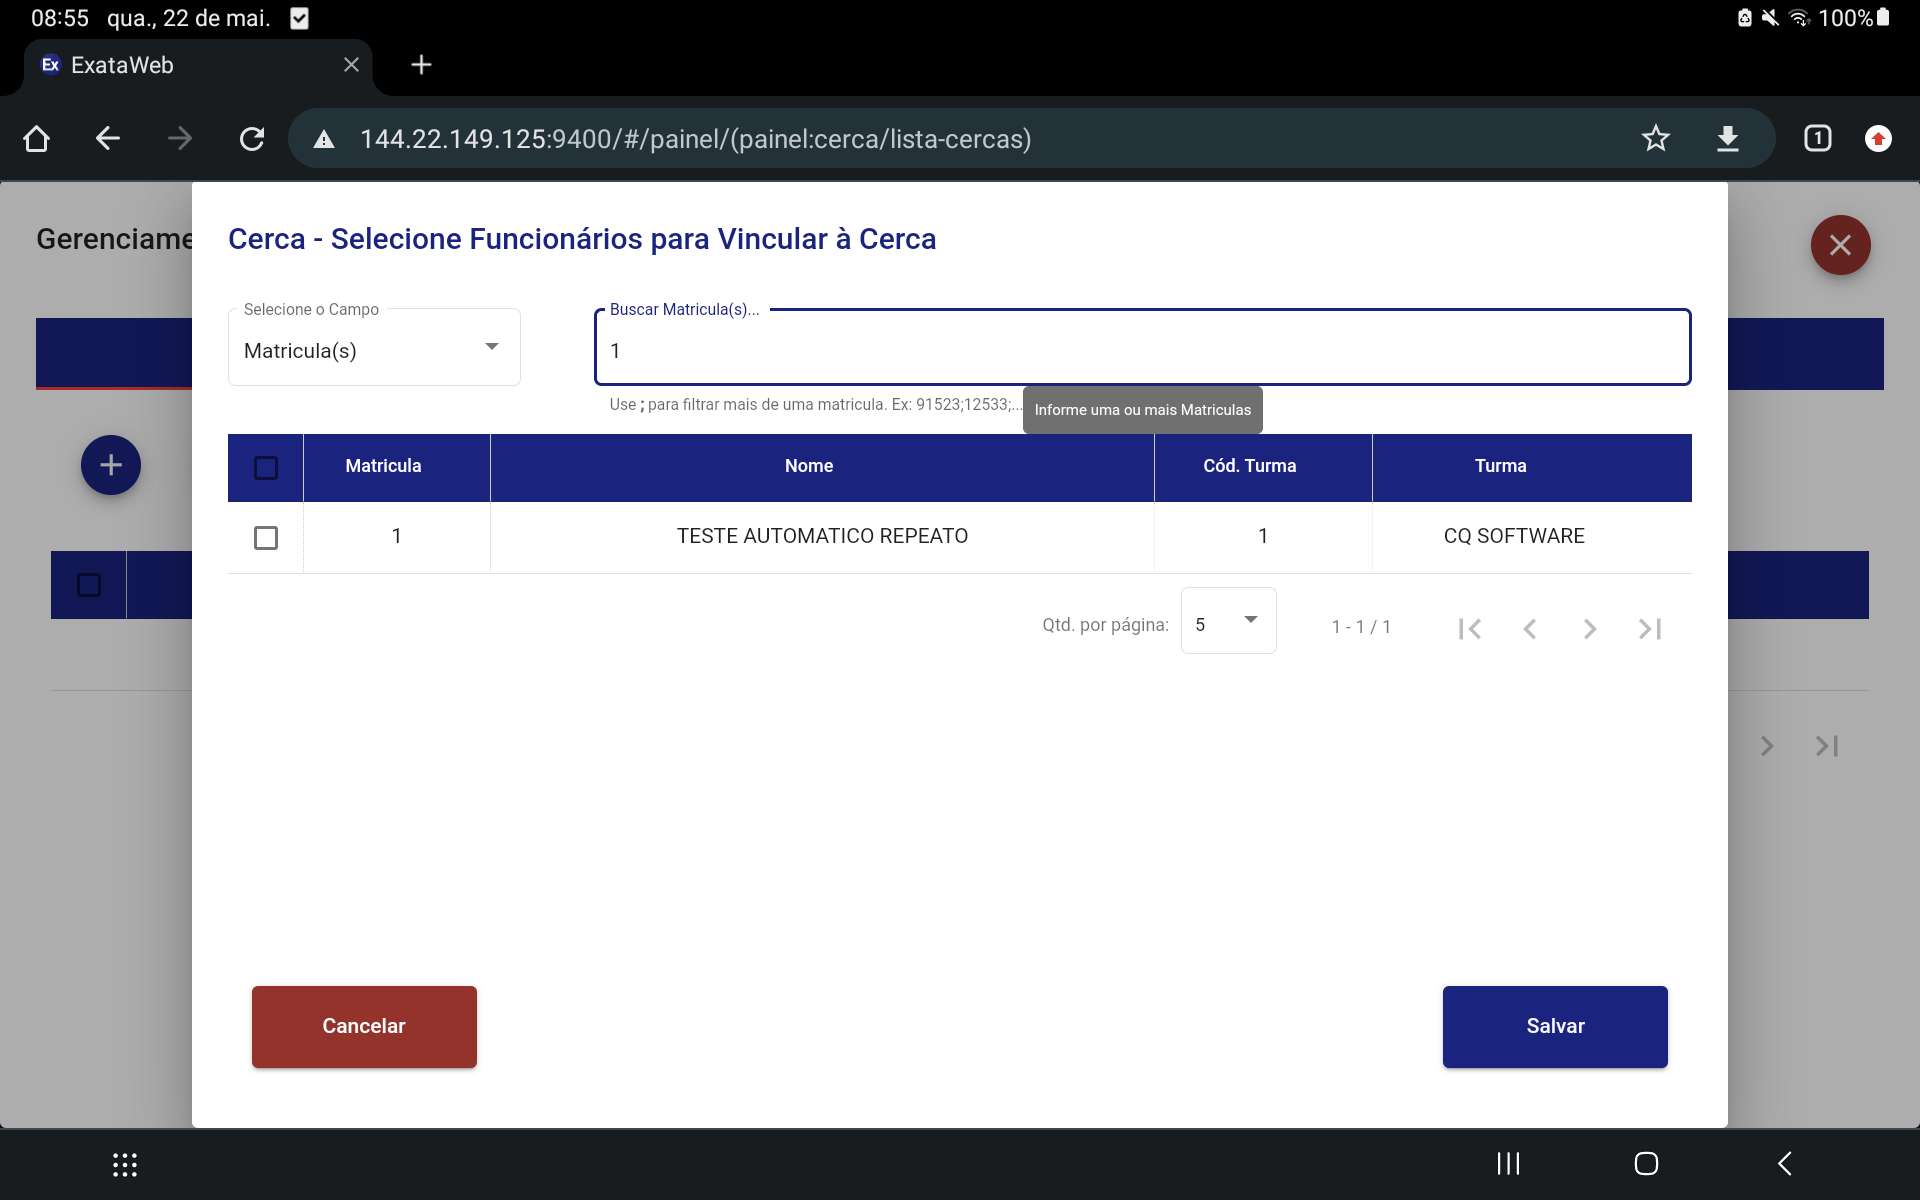 08:55 qua., 22 de mai.
100%
Ex ExataWeb
144.22.149.125:9400/#/painel/(painel:cerca/lista-cercas)
1
Gerenciame
Cerca - Selecione Funcionários para Vincular à Cerca
Selecione o Campo
Matricula(s)
Buscar Matricula(s)...
1
Use ; para filtrar mais de uma matricula. Ex: 91523;12533;...
Informe uma ou mais Matriculas
Matricula Nome Cód. Turma Turma
1 TESTE AUTOMATICO REPEATO 1 CQ SOFTWARE
Qtd. por página: 5 1 - 1 / 1
Cancelar
Salvar